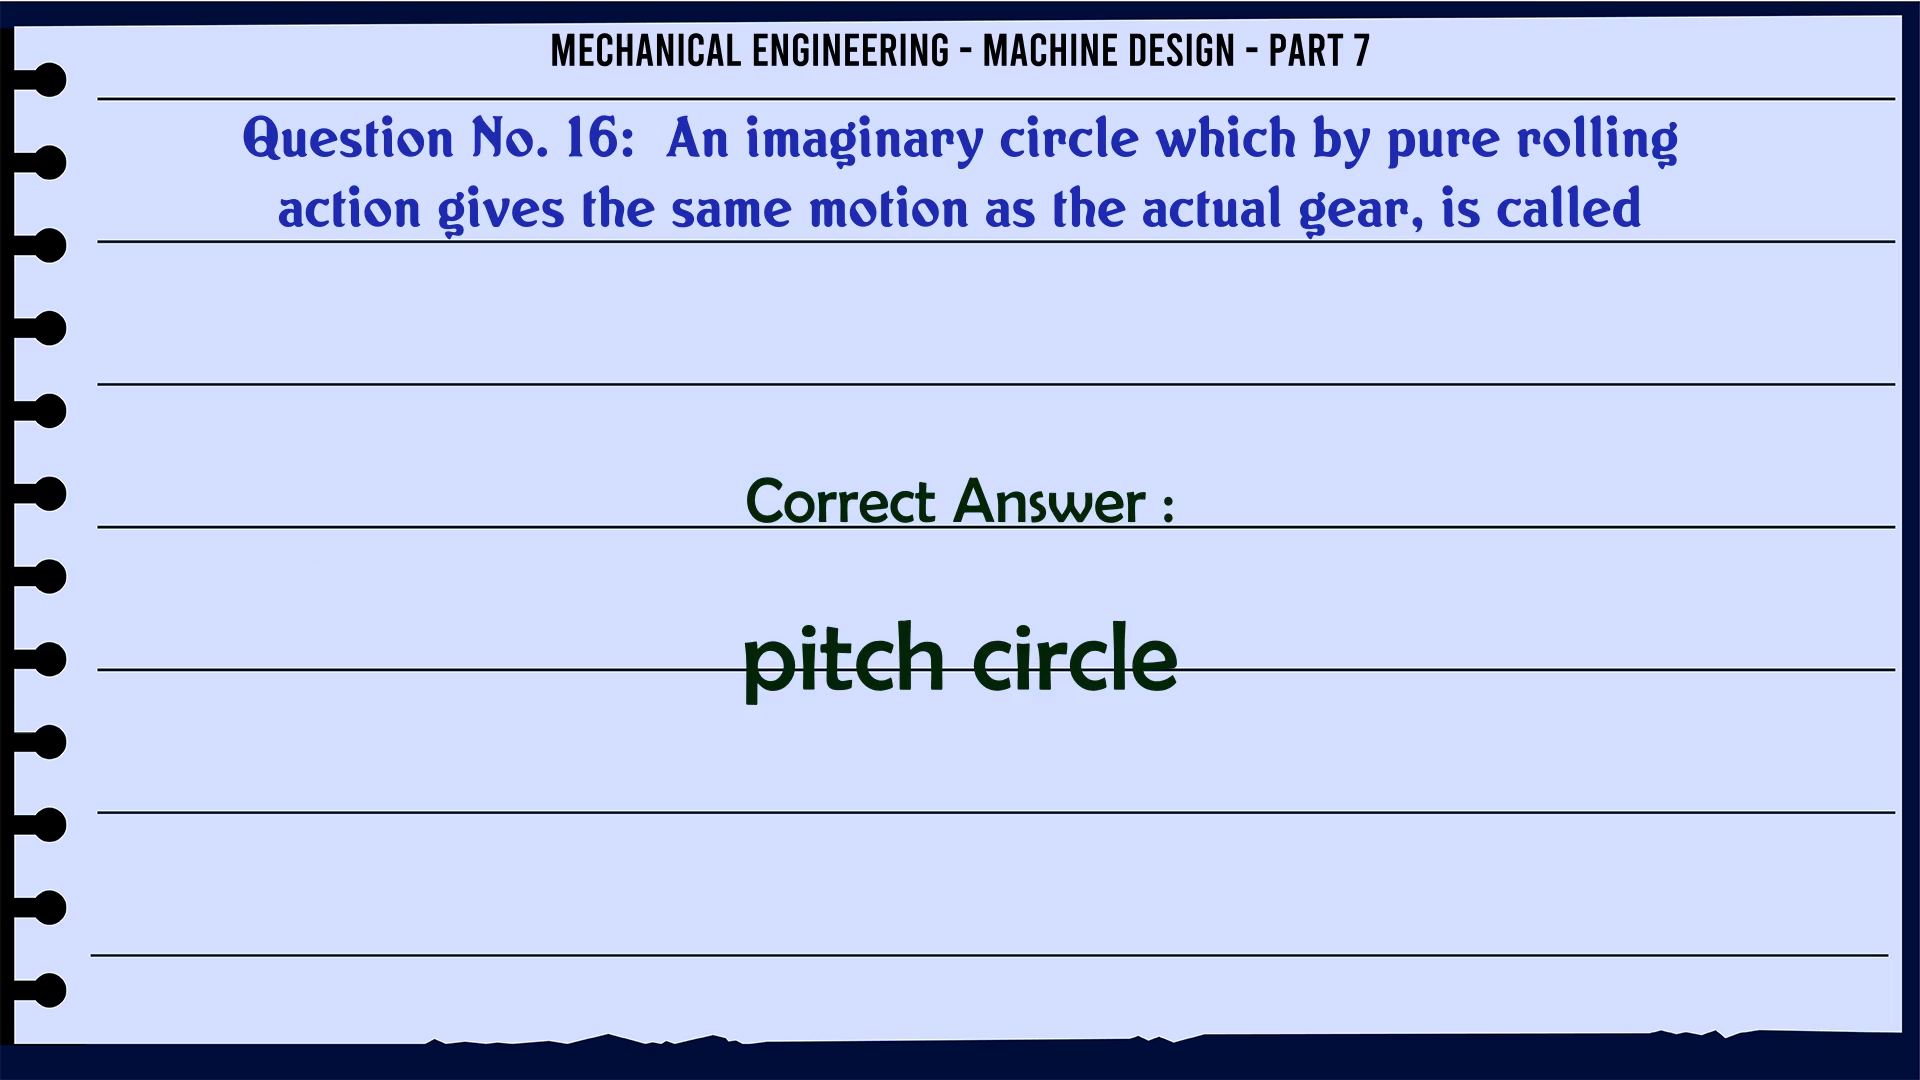 MECHANICAL ENGINEERING - MACHINE DESIGN - PART 7
Question No. 16: An imaginary circle which by pure rolling
action gives the same motion as the actual gear, is called
Correct Answer :
pitch circle